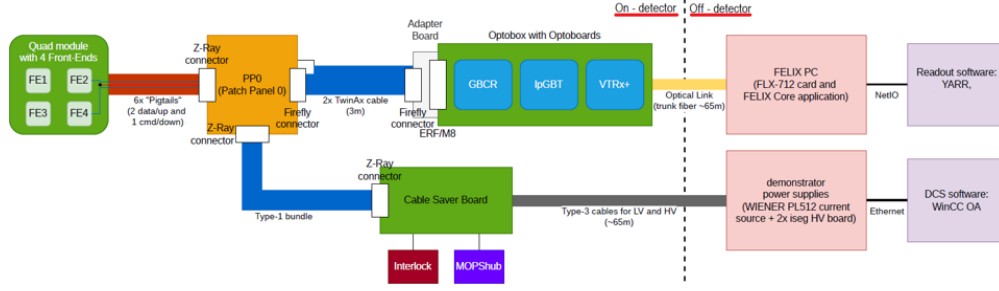 On - detector
Off - detector
Quad module
with 4 Front-Ends
FE1
FE2
FE3
FE4
6x "Pigtails"
(2 data/up and
1 cmd/down)
Z-Ray
connector
PP0
(Patch Panel 0)
Z-Ray
connector
Firefly
connector
2x TwinAx cable
(3m)
Adapter
Board
Firefly
connector
ERF/M8
Optobox with Optoboards
GBCR
lpGBT
VTRx+
Optical Link
(trunk fiber ~65m)
FELIX PC
(FLX-712 card and
FELIX Core application)
NetIO
Readout software:
YARR,
Type-1 bundle
Z-Ray
connector
Cable Saver Board
Interlock
MOPShub
Type-3 cables for LV and HV
(~65m)
demonstrator
power supplies
(WIENER PL512 current
source + 2x iseg HV board)
Ethernet
DCS software:
WinCC OA